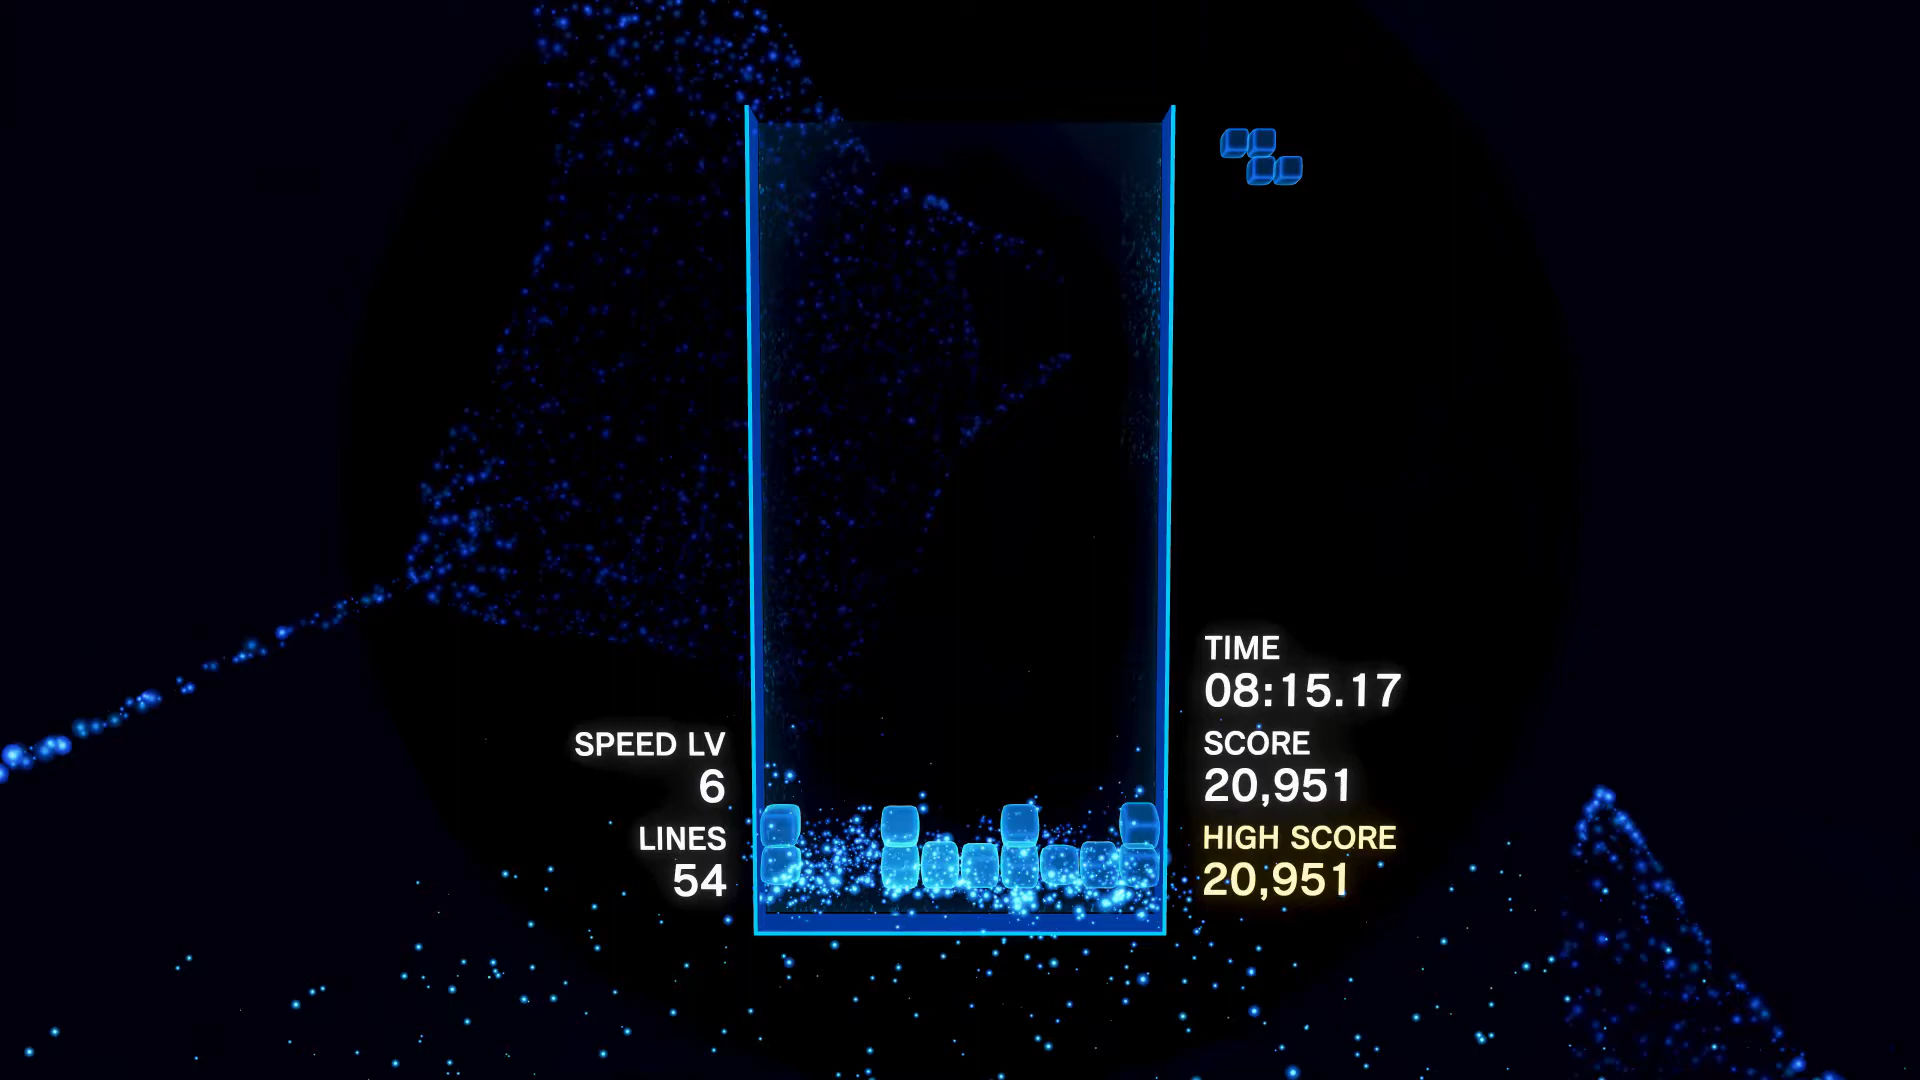 SPEED LV
6
LINES
54
TIME
08:15.17
SCORE
20,951
HIGH SCORE
20,951